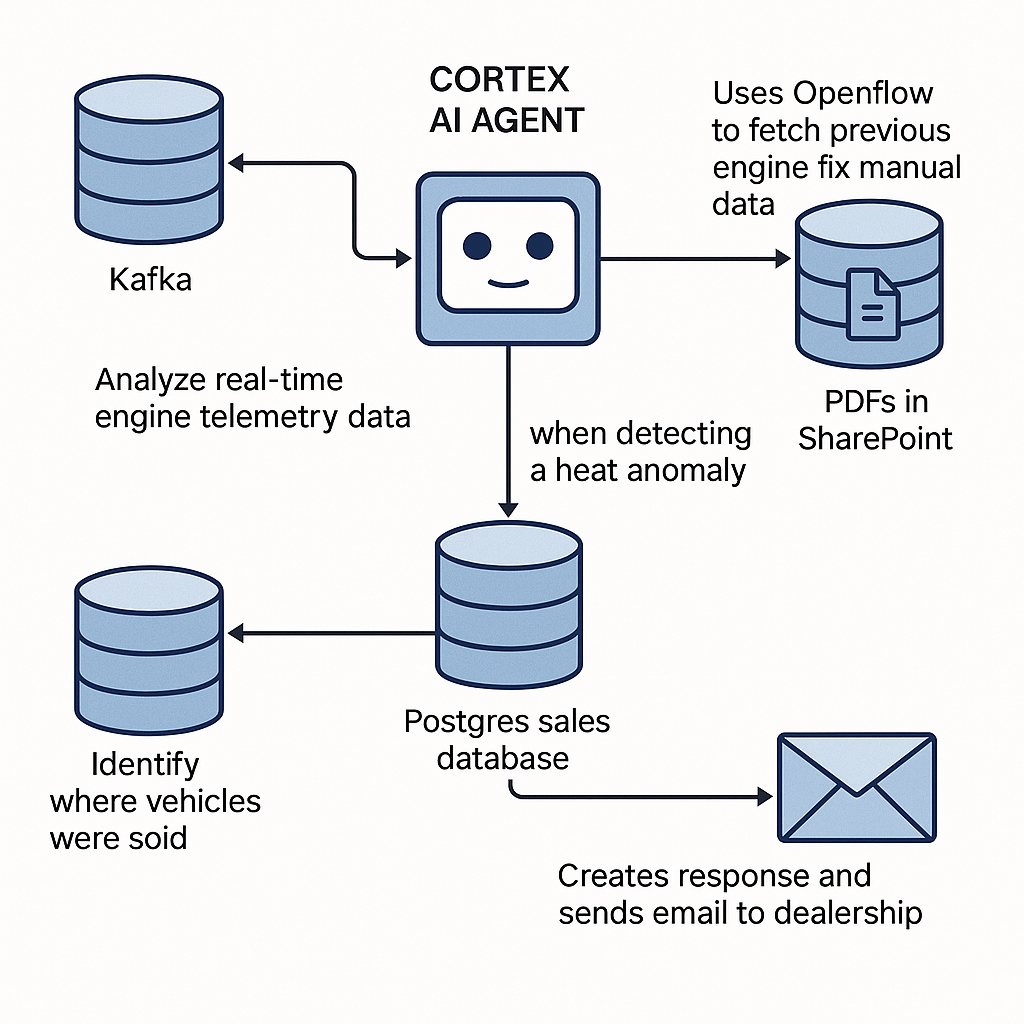 CORTEX
AI AGENT
Uses Openflow
to fetch previous
engine fix manual
data
Kafka
Analyze real-time
engine telemetry data
PDFs in
SharePoint
when detecting
a heat anomaly
Postgres sales
database
Identify
where vehicles
were soid
Creates response and
sends email to dealership